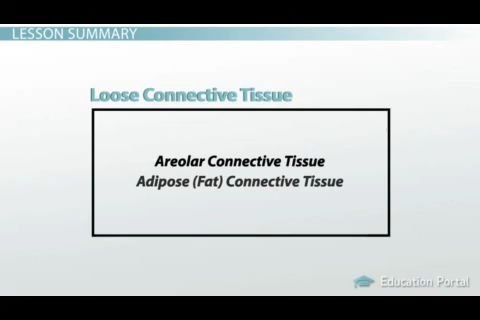 LESSON SUMMARY
Loose Connective Tissue
Areolar Connective Tissue
Adipose (Fat) Connective Tissue
Education Portal